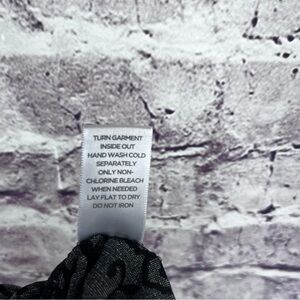 TURN GARMENT
INSIDE OUT
HAND WASH COLD
SEPARATELY
ONLY NON-
CHLORINE BLEACH
WHEN NEEDED
LAY FLAT TO DRY
DO NOT IRON